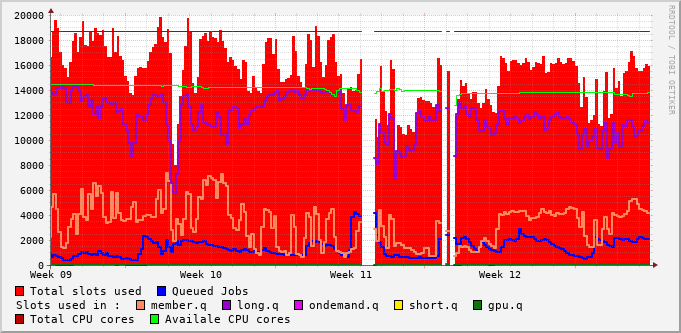 20000
18000
16000
14000
12000
10000
8000
6000
4000
2000
0
Week 09 Week 10 Week 11 Week 12
Total slots used Queued Jobs
Slots used in : member.q long.q ondemand.q short.q gpu.q
Total CPU cores Availale CPU cores
RRDTOOL / TOBI OETIKER